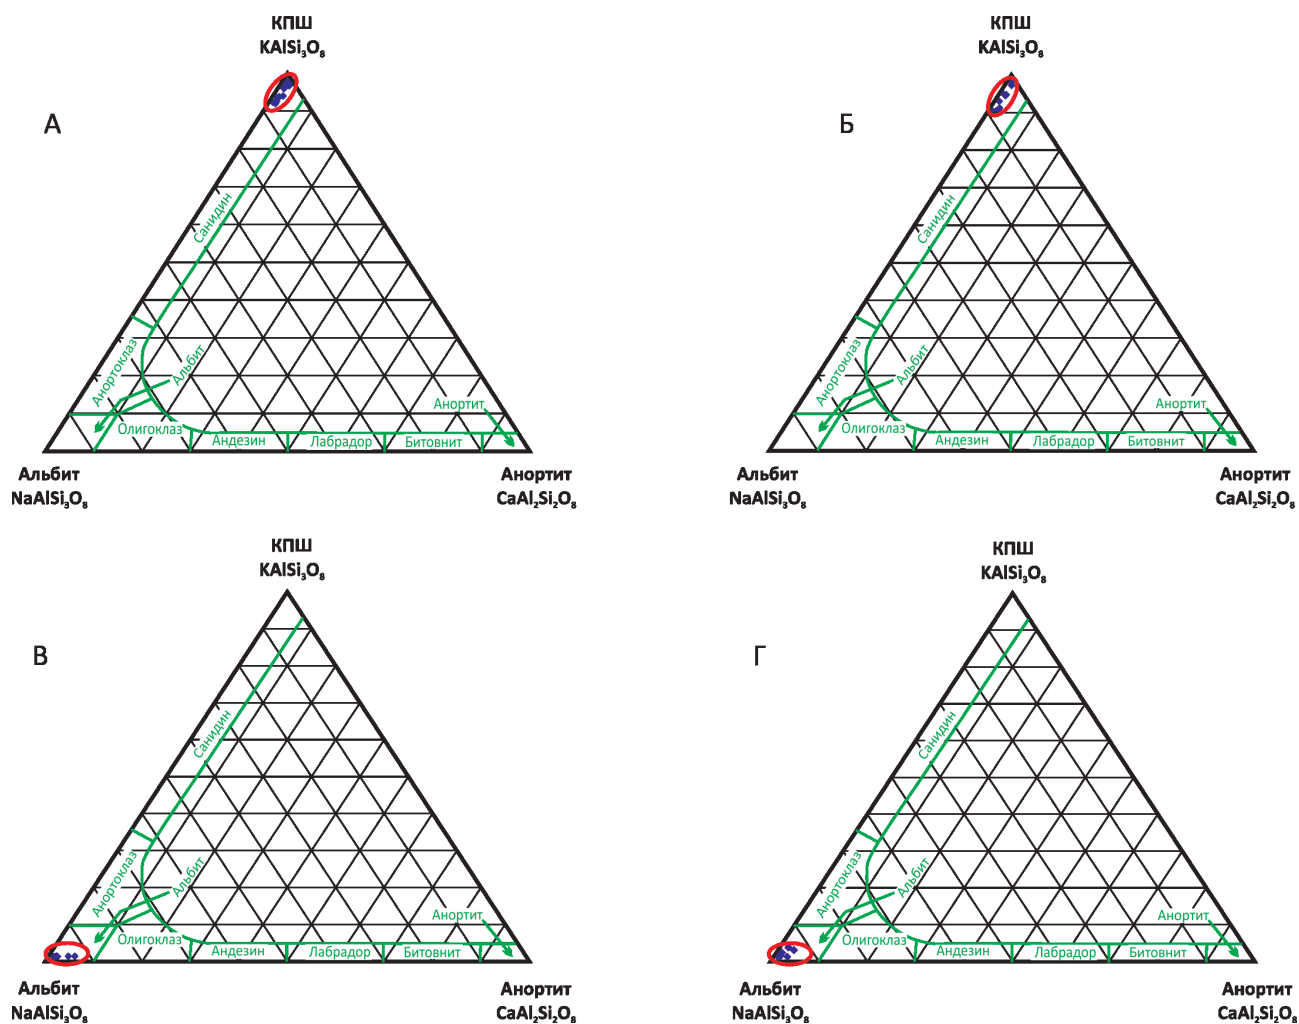 КПШ
KAlSi₃O₈
А
Санидин
Анортоклаз
Альбит
Олигоклаз
Андезин
Лабрадор
Битовнит
Анортит
Альбит
NaAlSi₃O₈
Анортит
CaAl₂Si₂O₈
КПШ
KAlSi₃O₈
Б
Санидин
Анортоклаз
Альбит
Олигоклаз
Андезин
Лабрадор
Битовнит
Анортит
Альбит
NaAlSi₃O₈
Анортит
CaAl₂Si₂O₈
КПШ
KAlSi₃O₈
В
Санидин
Анортоклаз
Альбит
Олигоклаз
Андезин
Лабрадор
Битовнит
Анортит
Альбит
NaAlSi₃O₈
Анортит
CaAl₂Si₂O₈
КПШ
KAlSi₃O₈
Г
Санидин
Анортоклаз
Альбит
Олигоклаз
Андезин
Лабрадор
Битовнит
Анортит
Альбит
NaAlSi₃O₈
Анортит
CaAl₂Si₂O₈